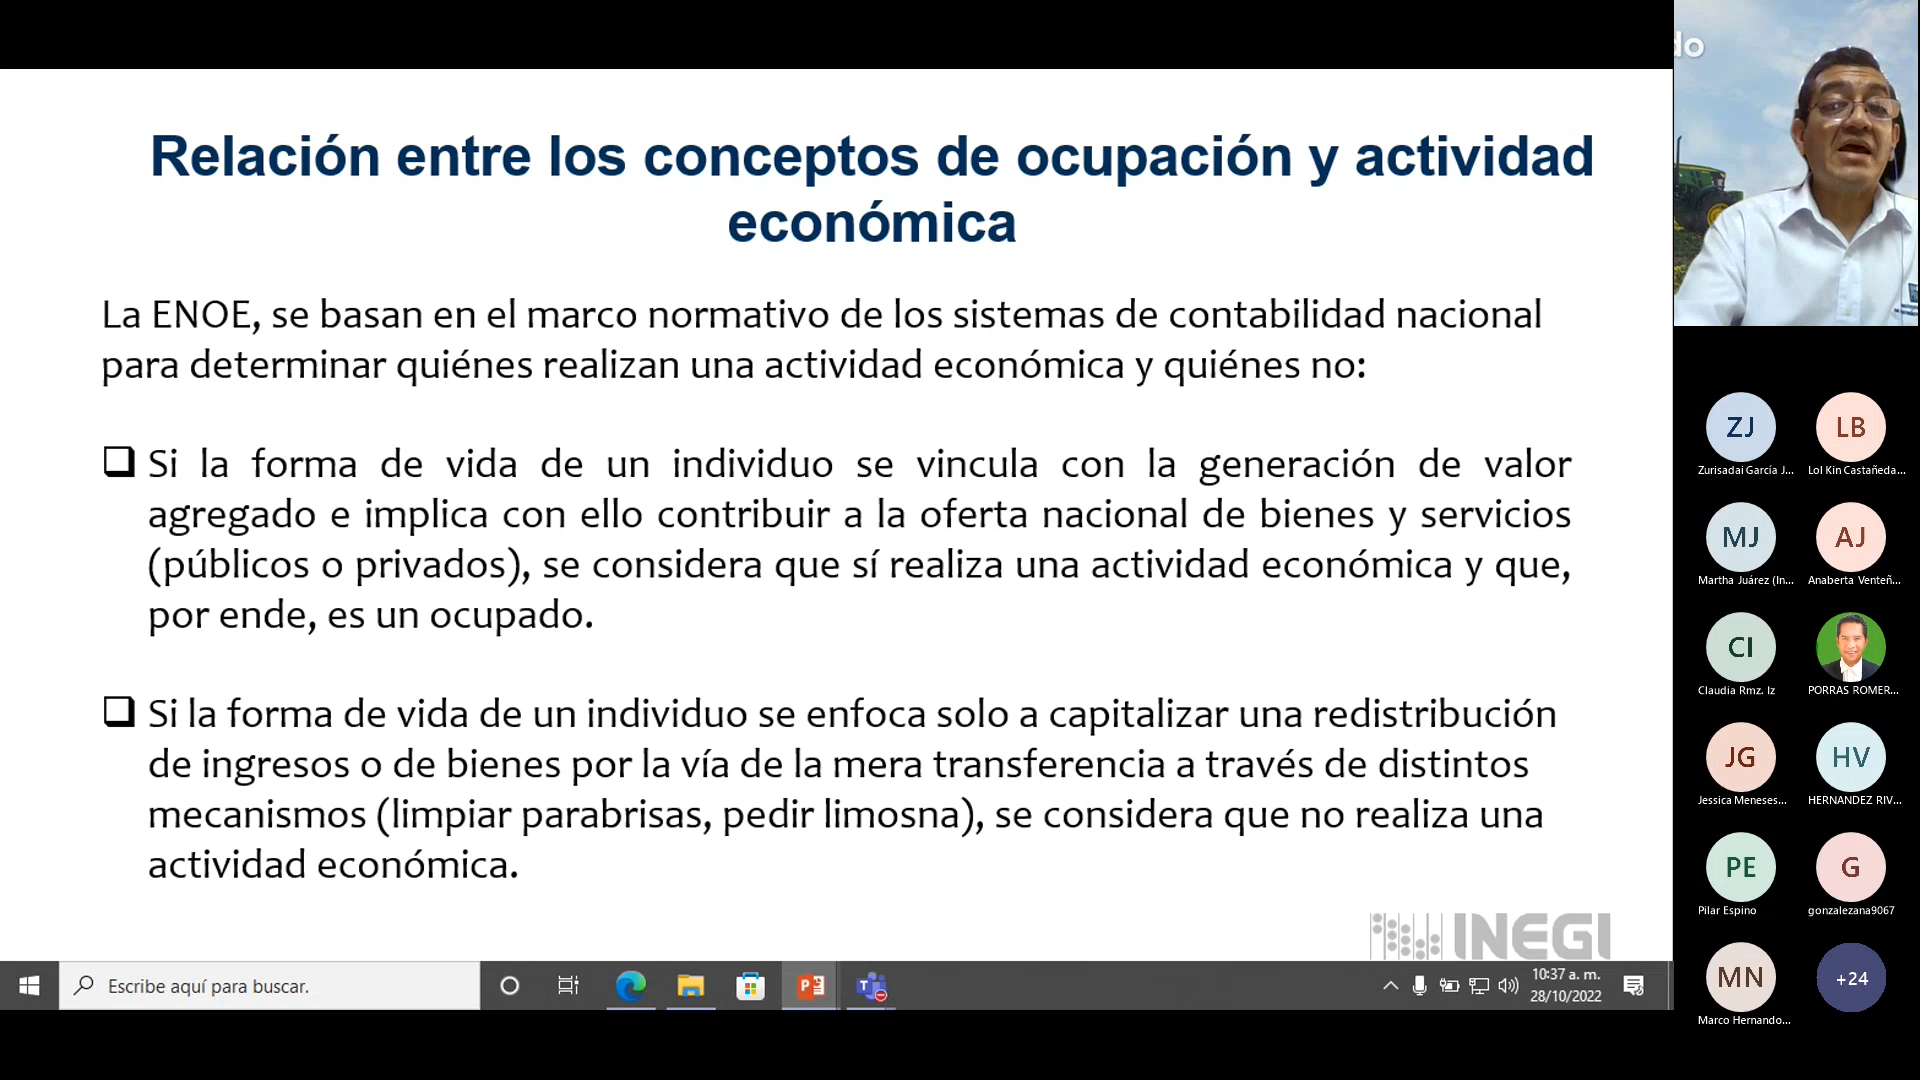 Relación entre los conceptos de ocupación y actividad
económica
La ENOE, se basan en el marco normativo de los sistemas de contabilidad nacional
para determinar quiénes realizan una actividad económica y quiénes no:
Si la forma de vida de un individuo se vincula con la generación de valor
agregado e implica con ello contribuir a la oferta nacional de bienes y servicios
(públicos o privados), se considera que sí realiza una actividad económica y que,
por ende, es un ocupado.
Si la forma de vida de un individuo se enfoca solo a capitalizar una redistribución
de ingresos o de bienes por la vía de la mera transferencia a través de distintos
mecanismos (limpiar parabrisas, pedir limosna), se considera que no realiza una
actividad económica.
INEGI
Escribe aquí para buscar.
10:37 a. m.
28/10/2022
do
ZJ
Zurisadai García J...
LB
Lol Kin Castañeda...
MJ
Martha Juárez (In...
AJ
Anaberta Venteñ...
CI
Claudia Rmz. Iz
PORRAS ROMER...
JG
Jessica Meneses...
HV
HERNANDEZ RIV...
PE
Pilar Espino
G
gonzalezana9067
MN
Marco Hernando...
+24